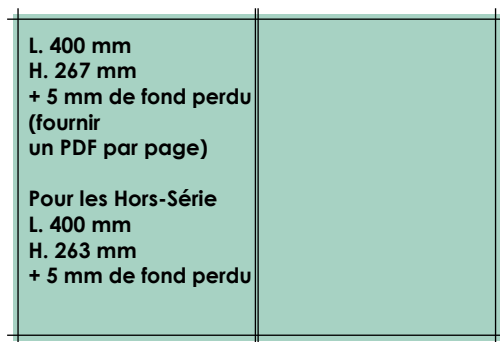 L. 400 mm
H. 267 mm
+ 5 mm de fond perdu
(fournir
un PDF par page)
Pour les Hors-Série
L. 400 mm
H. 263 mm
+ 5 mm de fond perdu